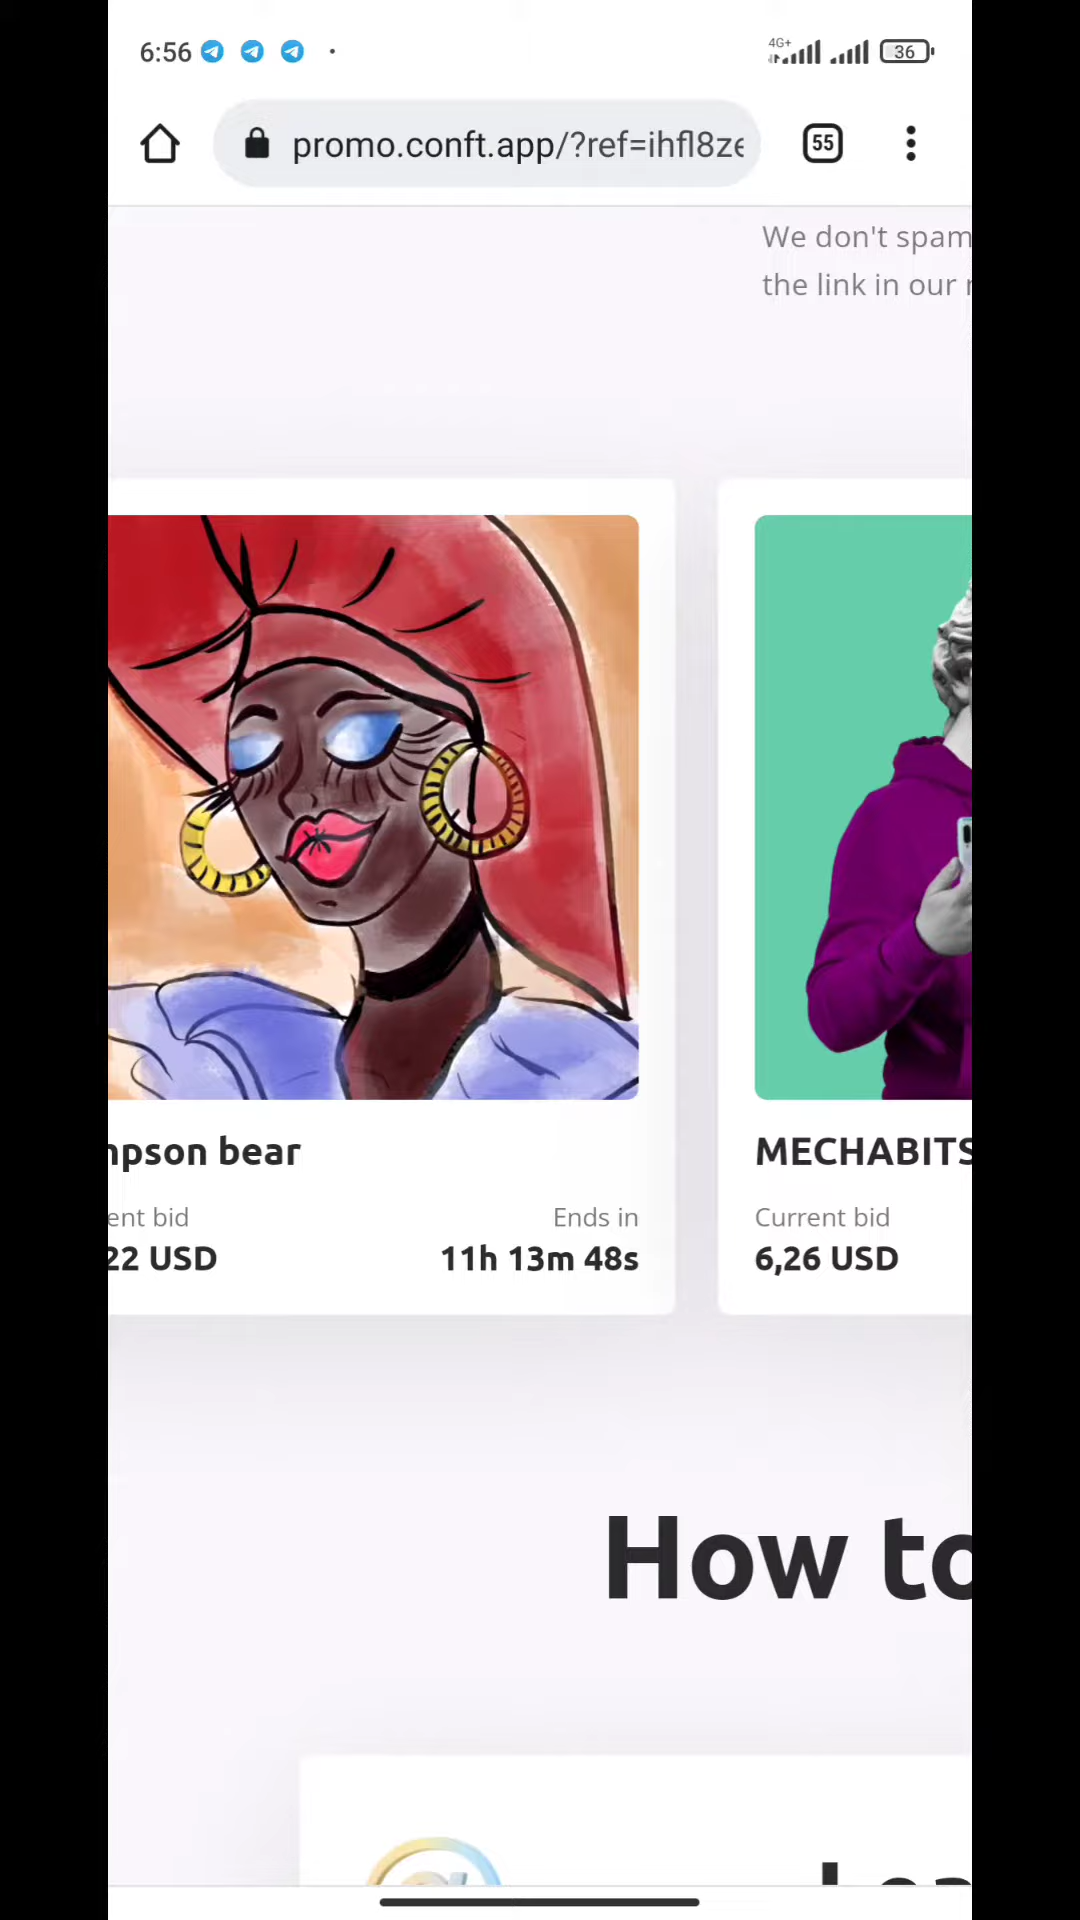 6:56
4G+
36
promo.conft.app/?ref=ihfl8ze
55
We don't spam
the link in our
mpson bear
MECHABITS
ent bid
Ends in
Current bid
22 USD
11h 13m 48s
6,26 USD
How to